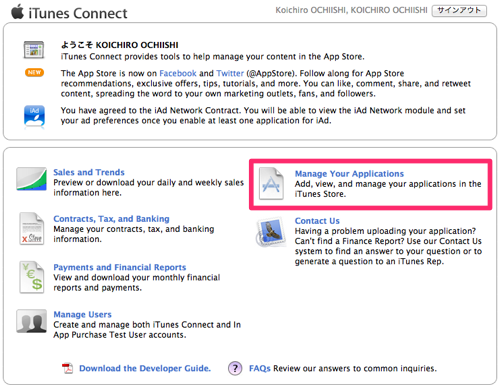 iTunes Connect
Koichiro OCHIISHI, KOICHIRO OCHIISHI サインアウト
ようこそ KOICHIRO OCHIISHI
iTunes Connect provides tools to help manage your content in the App Store.
NEW
The App Store is now on Facebook and Twitter (@AppStore). Follow along for App Store
recommendations, exclusive offers, tips, tutorials, and more. You can like, comment, share, and retweet
content, spreading the word to your own marketing outlets, fans, and followers.
iAd
You have agreed to the iAd Network Contract. You will be able to view the iAd Network module and set
your ad preferences once you enable at least one application for iAd.
Sales and Trends
Preview or download your daily and weekly sales
information here.
Manage Your Applications
Add, view, and manage your applications in the
iTunes Store.
Contracts, Tax, and Banking
Manage your contracts, tax, and banking
information.
Contact Us
Having a problem uploading your application?
Can't find a Finance Report? Use our Contact Us
system to find an answer to your question or to
generate a question to an iTunes Rep.
Payments and Financial Reports
View and download your monthly financial
reports and payments.
Manage Users
Create and manage both iTunes Connect and In
App Purchase Test User accounts.
Download the Developer Guide.
? FAQs Review our answers to common inquiries.